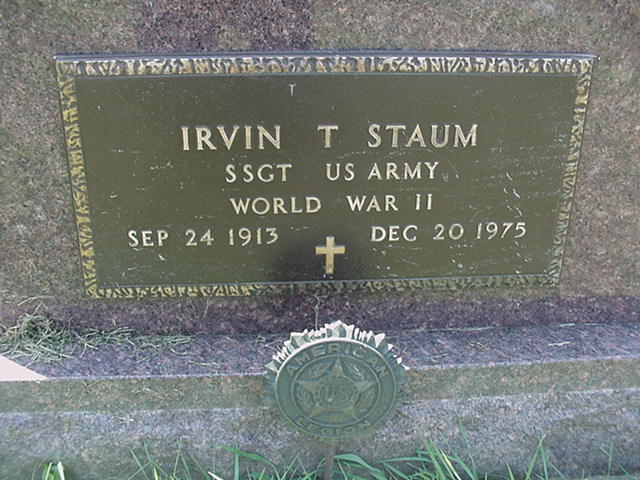 IRVIN T STAUM
SSGT US ARMY
WORLD WAR II
SEP 24 1913 DEC 20 1975
AMERICAN
US
LEGION